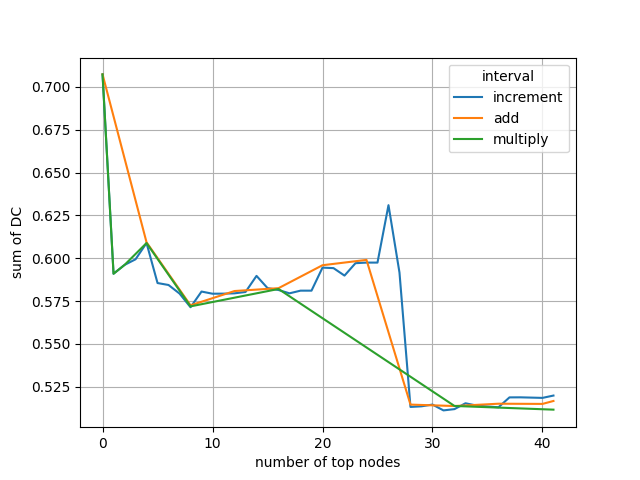 interval
increment
add
multiply
0.700
0.675
0.650
0.625
0.600
0.575
0.550
0.525
sum of DC
0
10
20
30
40
number of top nodes